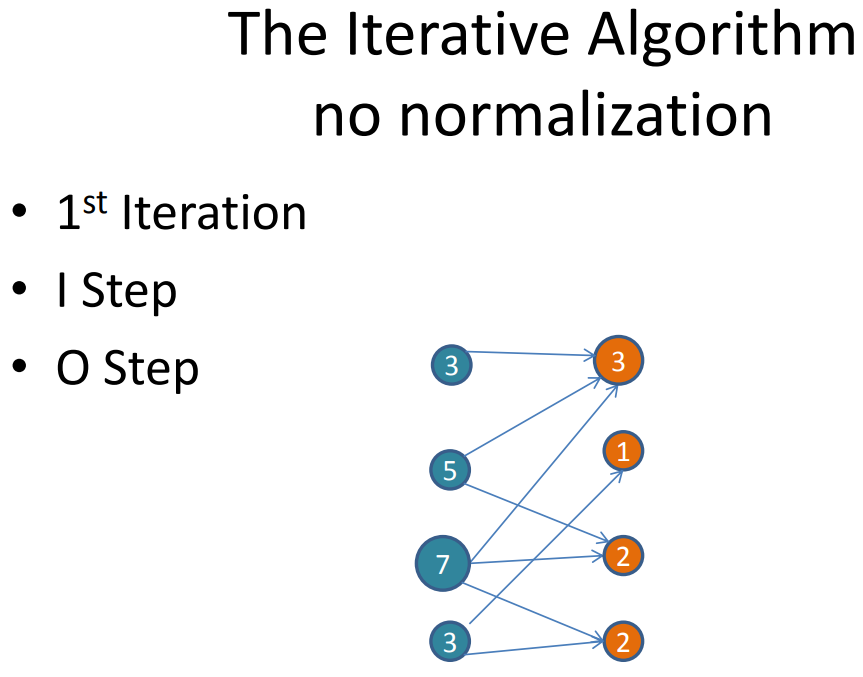 The Iterative Algorithm
no normalization
• 1st Iteration
• I Step
• O Step
3
3
1
5
2
7
3
2